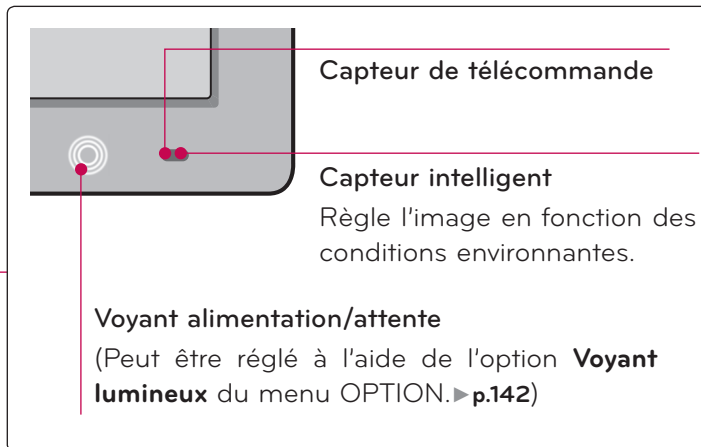 Capteur de télécommande
Capteur intelligent
Règle l'image en fonction des
conditions environnantes.
Voyant alimentation/attente
(Peut être réglé à l'aide de l'option Voyant
lumineux du menu OPTION.►p.142)